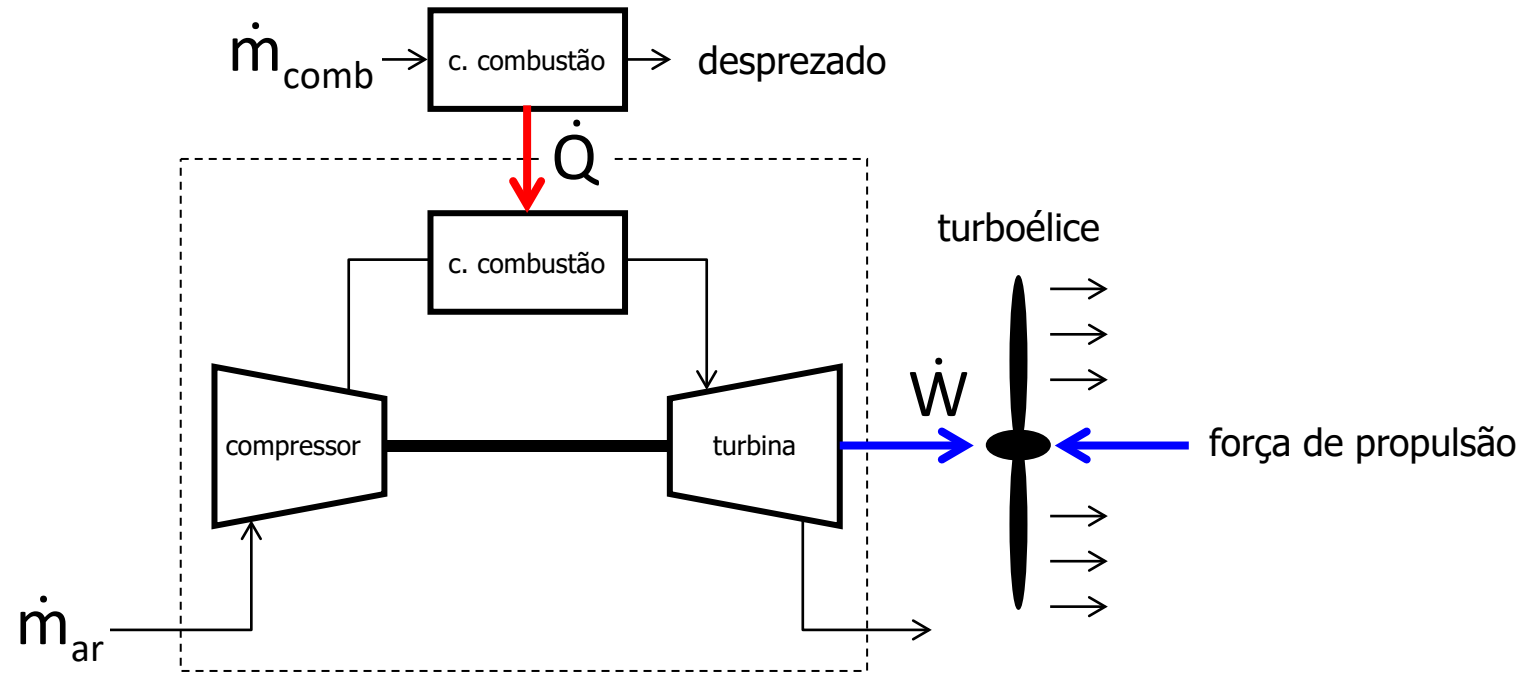 ṁcomb
c. combustão
desprezado
Q̇
c. combustão
turboélice
compressor
turbina
Ẇ
força de propulsão
ṁar